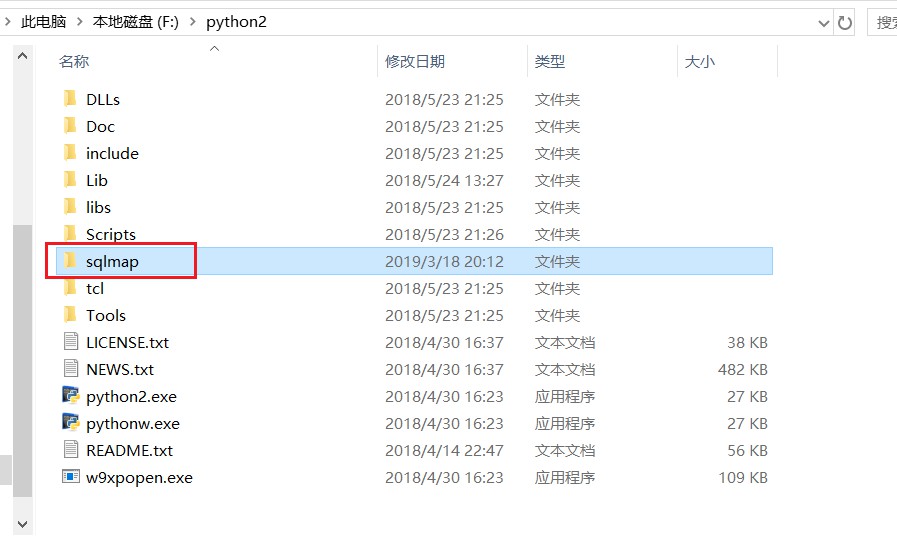 此电脑 > 本地磁盘 (F:) > python2
名称 修改日期 类型 大小
DLLs 2018/5/23 21:25 文件夹
Doc 2018/5/23 21:25 文件夹
include 2018/5/23 21:25 文件夹
Lib 2018/5/24 13:27 文件夹
libs 2018/5/23 21:25 文件夹
Scripts 2018/5/23 21:26 文件夹
sqlmap 2019/3/18 20:12 文件夹
tcl 2018/5/23 21:25 文件夹
Tools 2018/5/23 21:25 文件夹
LICENSE.txt 2018/4/30 16:37 文本文档 38 KB
NEWS.txt 2018/4/30 16:37 文本文档 482 KB
python2.exe 2018/4/30 16:23 应用程序 27 KB
pythonw.exe 2018/4/30 16:23 应用程序 27 KB
README.txt 2018/4/14 22:47 文本文档 56 KB
w9xpopen.exe 2018/4/30 16:23 应用程序 109 KB